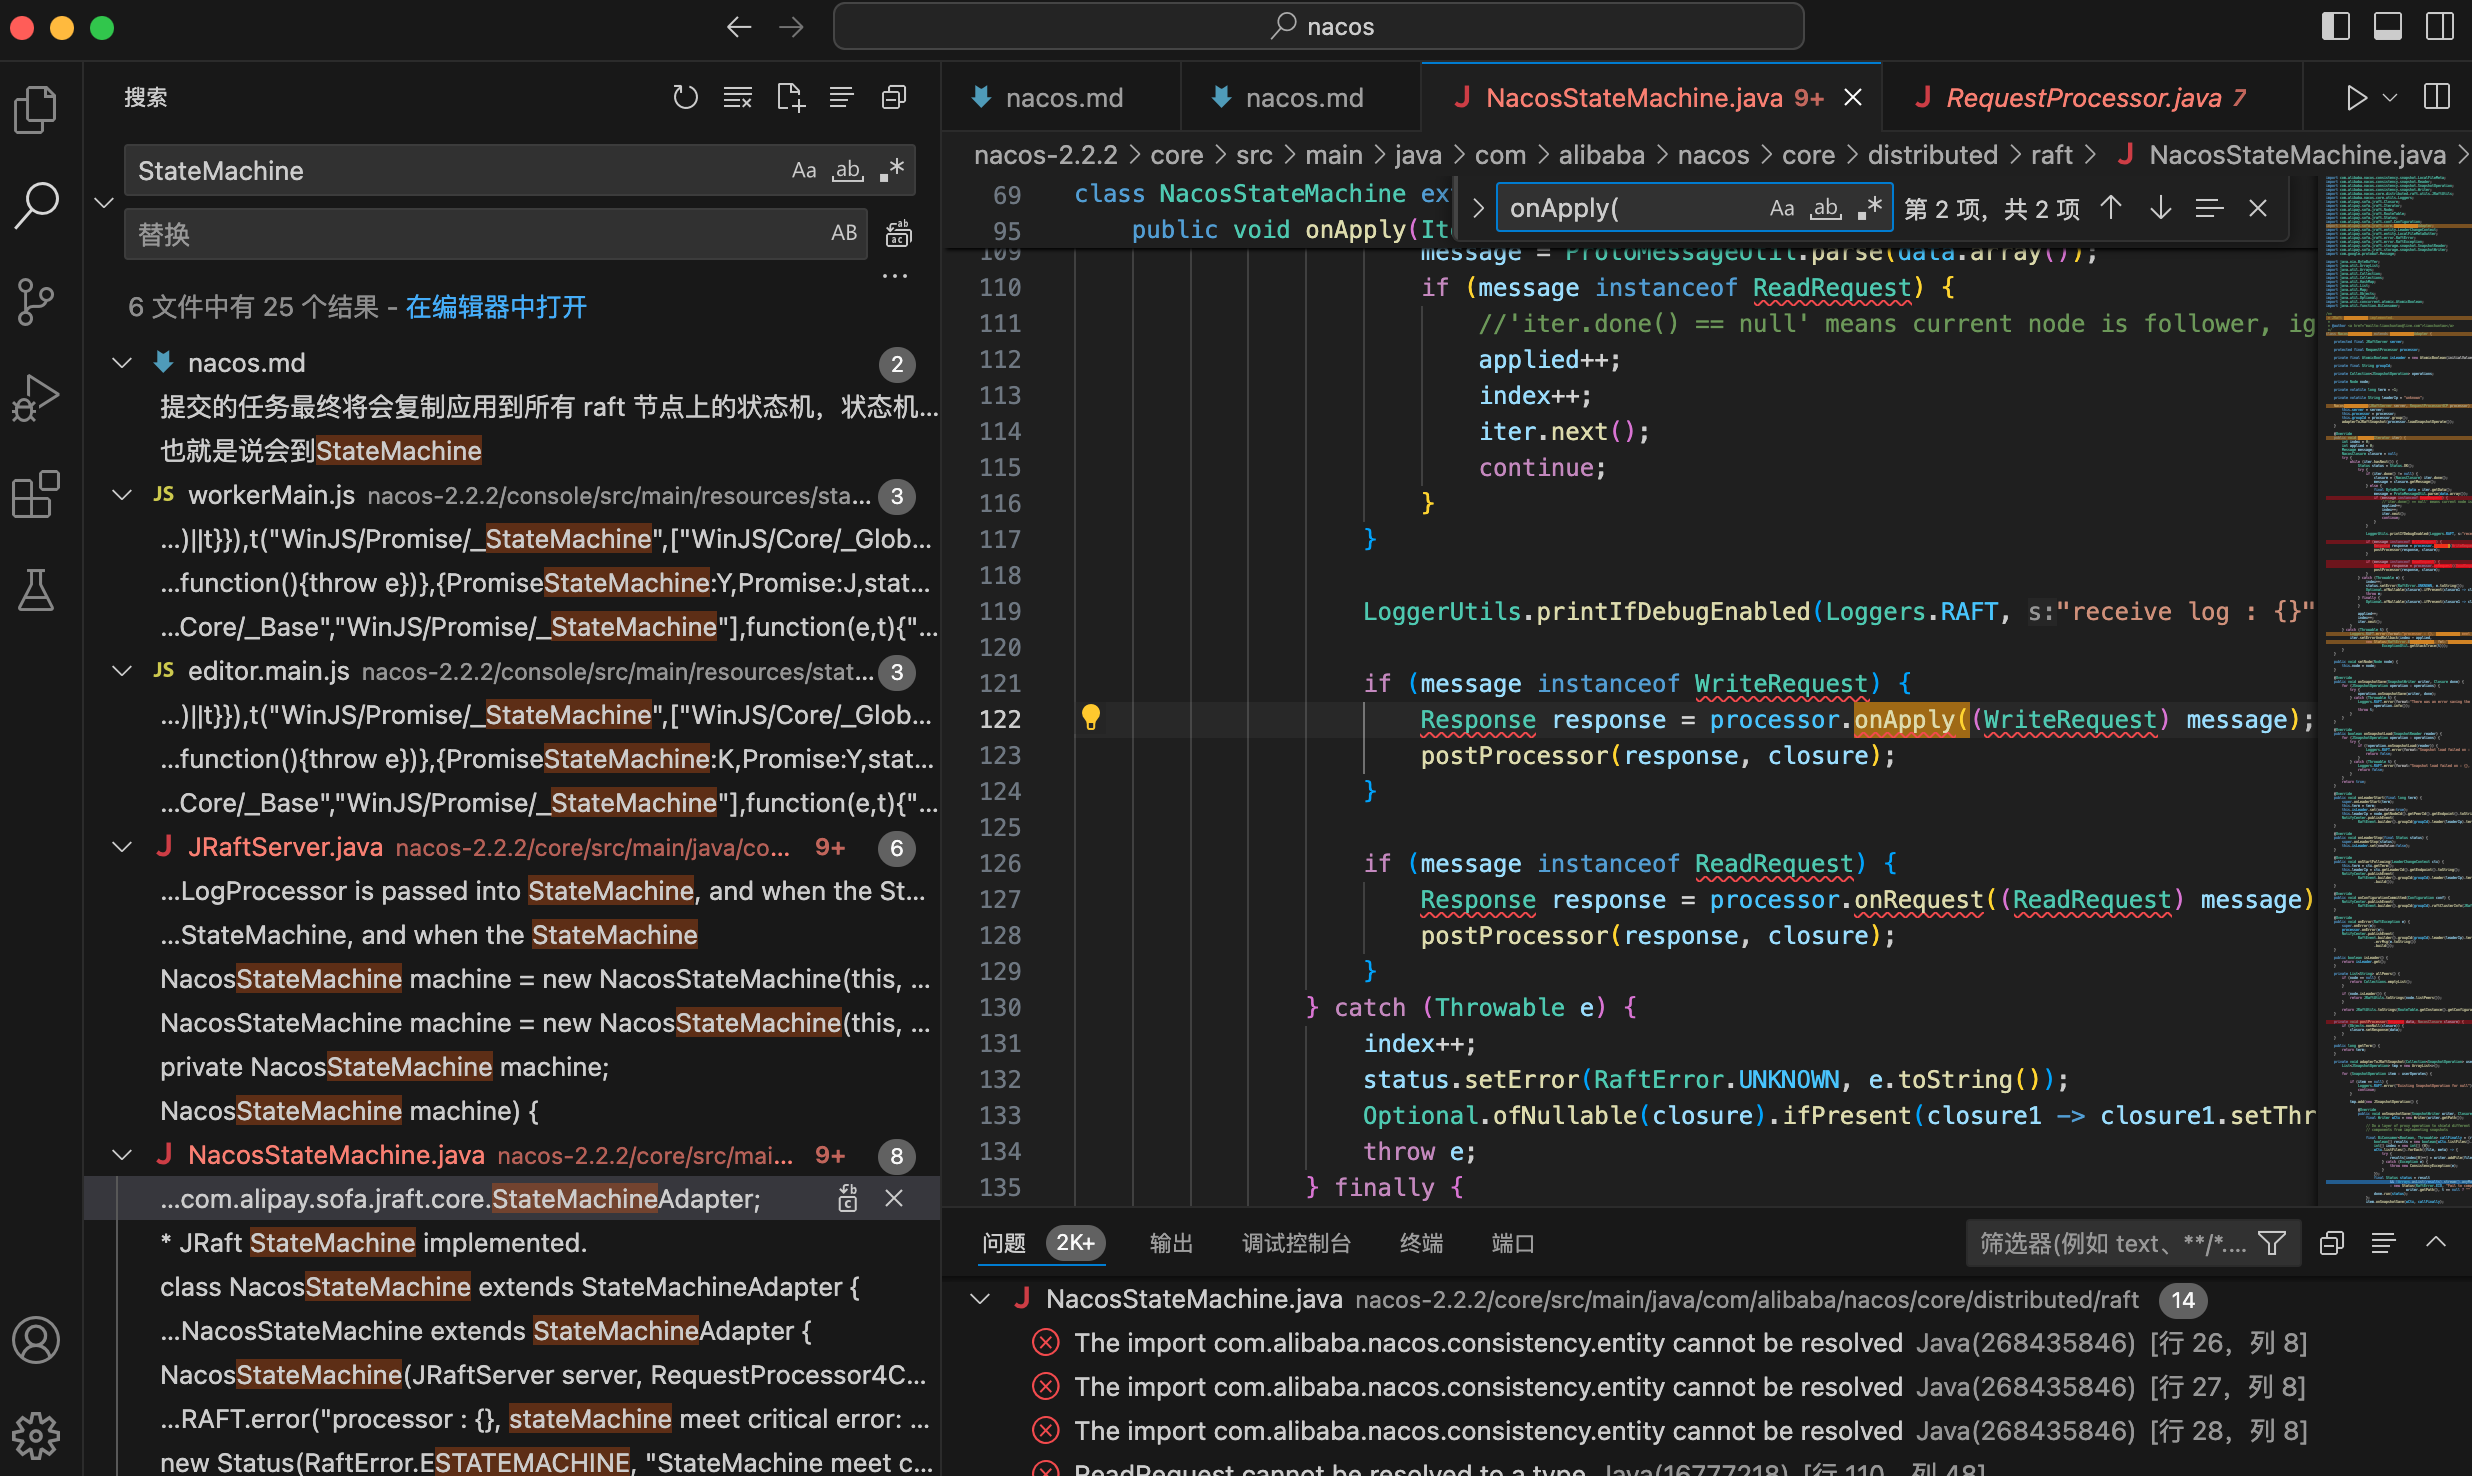 nacos
搜索
StateMachine
Aa
ab
替换
AB
6 文件中有 25 个结果 - 在编辑器中打开
nacos.md 2
提交的任务最终将会复制应用到所有 raft 节点上的状态机，状态机...
也就是说会到StateMachine
JS workerMain.js nacos-2.2.2/console/src/main/resources/sta... 3
...)||t}}),t("WinJS/Promise/_StateMachine",["WinJS/Core/_Glob...
...function(){throw e})},{PromiseStateMachine:Y,Promise:J,stat...
...Core/_Base","WinJS/Promise/_StateMachine"],function(e,t){"...
JS editor.main.js nacos-2.2.2/console/src/main/resources/stat... 3
...)||t}}),t("WinJS/Promise/_StateMachine",["WinJS/Core/_Glob...
...function(){throw e})},{PromiseStateMachine:K,Promise:Y,stat...
...Core/_Base","WinJS/Promise/_StateMachine"],function(e,t){"...
J JRaftServer.java nacos-2.2.2/core/src/main/java/co... 9+ 6
...LogProcessor is passed into StateMachine, and when the St...
...StateMachine, and when the StateMachine
NacosStateMachine machine = new NacosStateMachine(this, ...
NacosStateMachine machine = new NacosStateMachine(this, ...
private NacosStateMachine machine;
NacosStateMachine machine) {
J NacosStateMachine.java nacos-2.2.2/core/src/mai... 9+ 8
...com.alipay.sofa.jraft.core.StateMachineAdapter;
* JRaft StateMachine implemented.
class NacosStateMachine extends StateMachineAdapter {
...NacosStateMachine extends StateMachineAdapter {
NacosStateMachine(JRaftServer server, RequestProcessor4C...
...RAFT.error("processor : {}, stateMachine meet critical error: ...
new Status(RaftError.ESTATEMACHINE, "StateMachine meet c...
nacos.md
nacos.md
J NacosStateMachine.java 9+
J RequestProcessor.java 7
nacos-2.2.2 > core > src > main > java > com > alibaba > nacos > core > distributed > raft > J NacosStateMachine.java >
onApply(
Aa
ab
第 2 项，共 2 项
69 class NacosStateMachine ex
95 public void onApply(Ite
109 message = ProtoMessageUtil.parse(data.array());
110 if (message instanceof ReadRequest) {
111 //'iter.done() == null' means current node is follower, ig
112 applied++;
113 index++;
114 iter.next();
115 continue;
116 }
117 }
118
119 LoggerUtils.printIfDebugEnabled(Loggers.RAFT, s:"receive log : {}"
120
121 if (message instanceof WriteRequest) {
122 Response response = processor.onApply((WriteRequest) message);
123 postProcessor(response, closure);
124 }
125
126 if (message instanceof ReadRequest) {
127 Response response = processor.onRequest((ReadRequest) message)
128 postProcessor(response, closure);
129 }
130 } catch (Throwable e) {
131 index++;
132 status.setError(RaftError.UNKNOWN, e.toString());
133 Optional.ofNullable(closure).ifPresent(closure1 -> closure1.setThr
134 throw e;
135 } finally {
问题 2K+ 输出 调试控制台 终端 端口
筛选器(例如 text、**/*....
J NacosStateMachine.java nacos-2.2.2/core/src/main/java/com/alibaba/nacos/core/distributed/raft 14
The import com.alibaba.nacos.consistency.entity cannot be resolved Java(268435846) [行 26，列 8]
The import com.alibaba.nacos.consistency.entity cannot be resolved Java(268435846) [行 27，列 8]
The import com.alibaba.nacos.consistency.entity cannot be resolved Java(268435846) [行 28，列 8]
ReadRequest cannot be resolved to a type Java(16777218) [行 110，列 48]